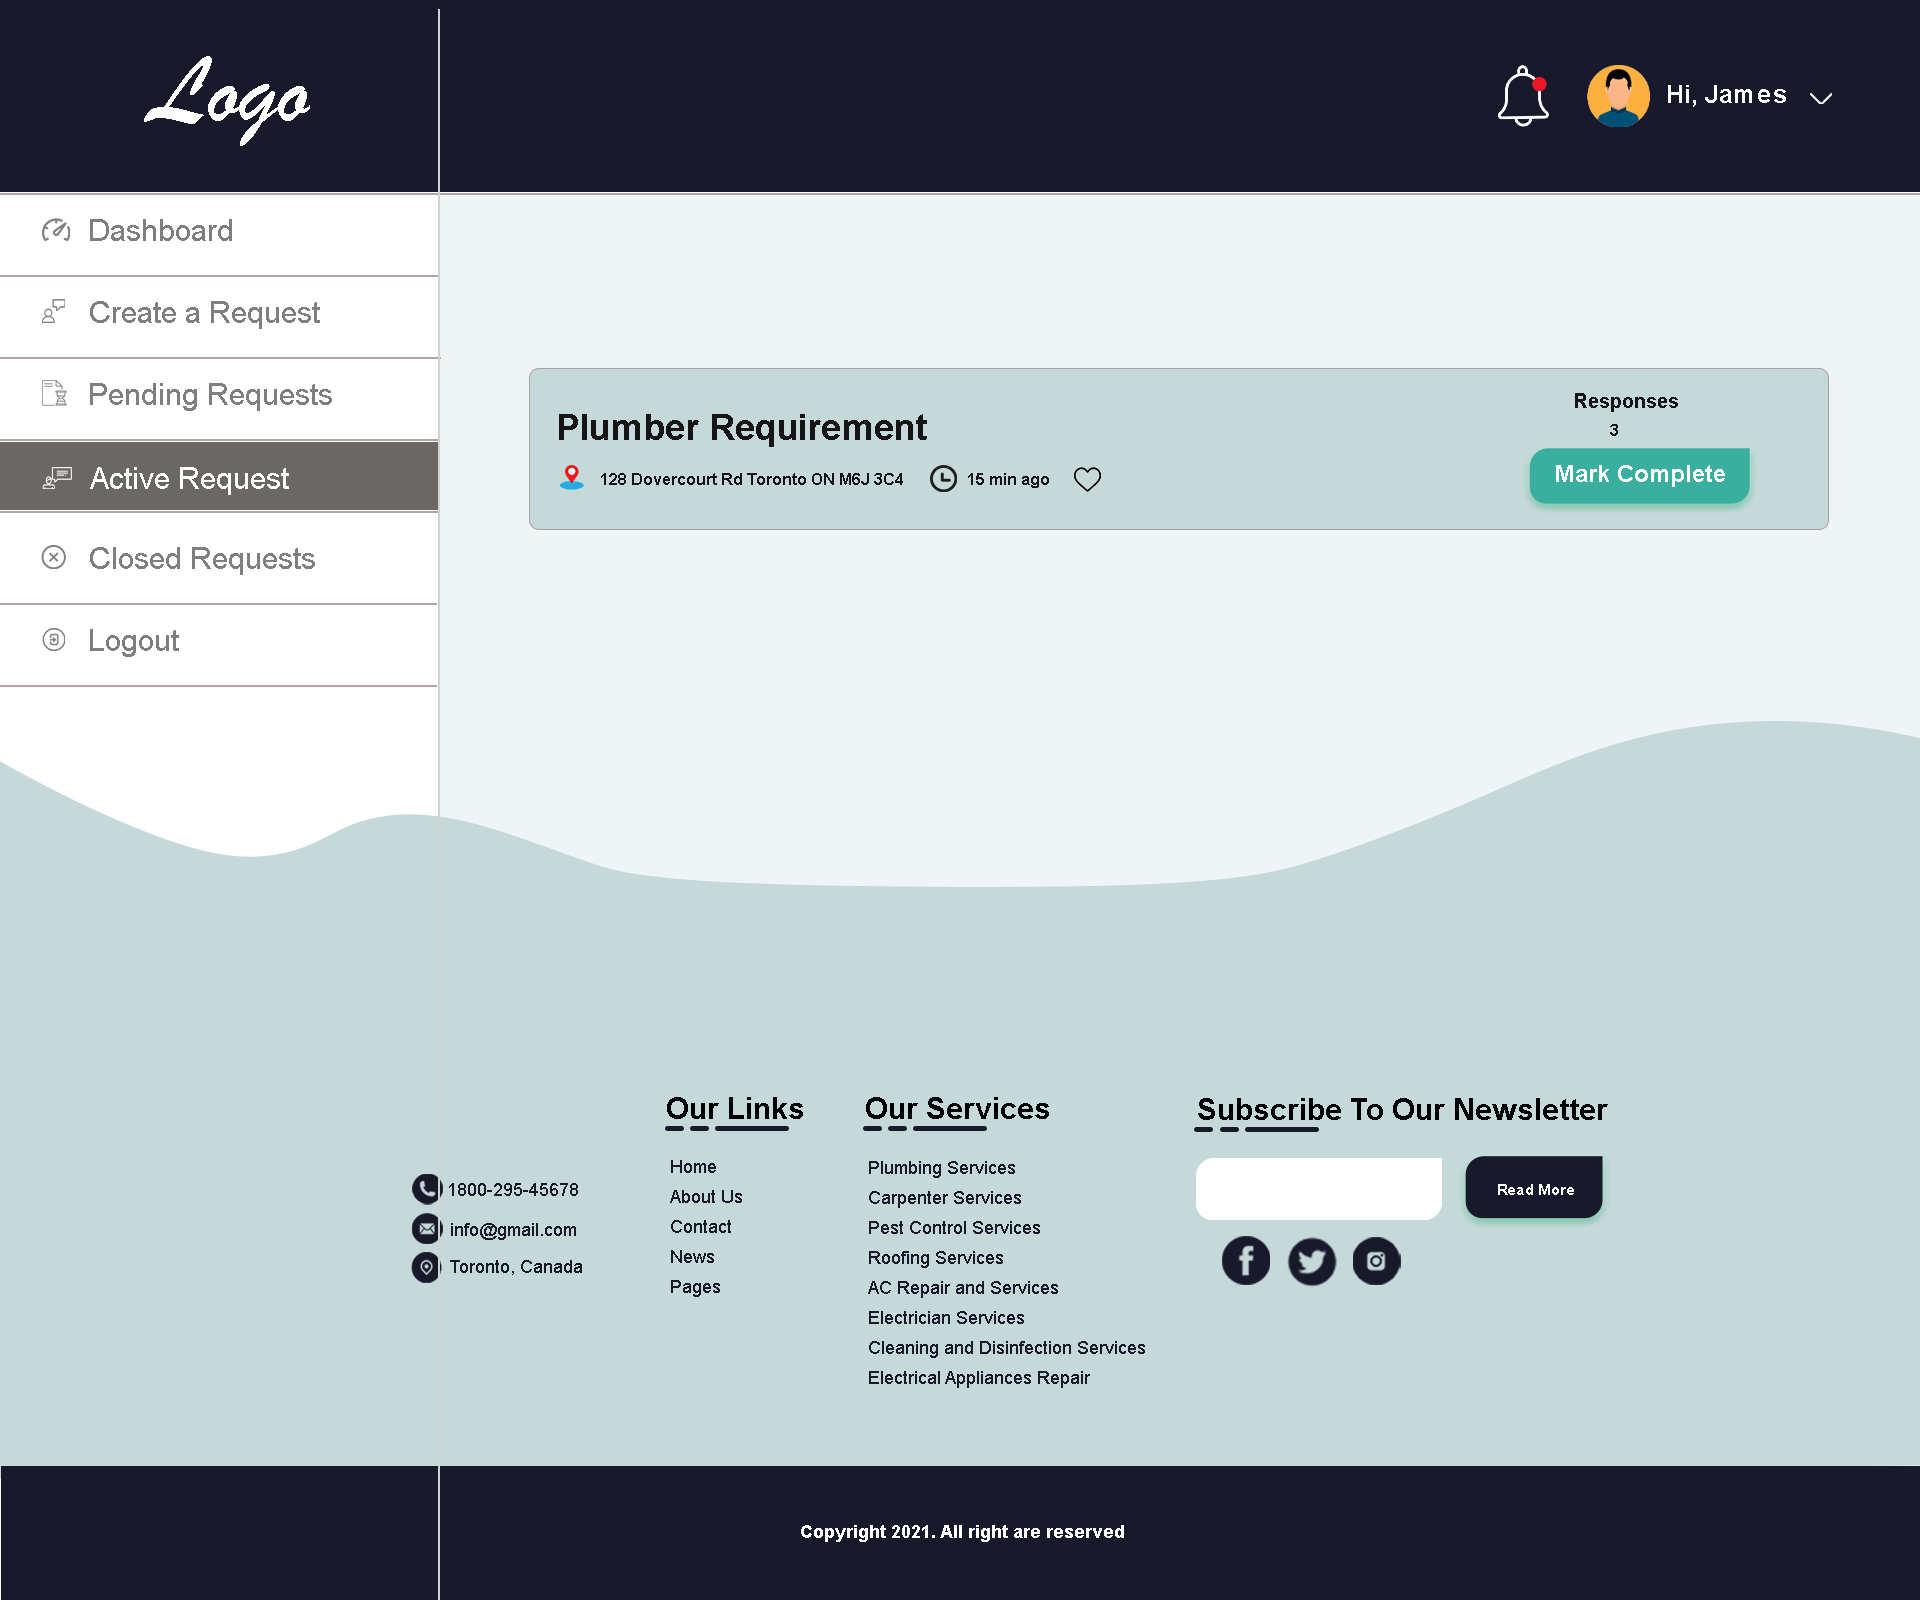 Logo
Hi, James
Dashboard
Create a Request
Pending Requests
Active Request
Closed Requests
Logout
Plumber Requirement
128 Dovercourt Rd Toronto ON M6J 3C4
15 min ago
Responses
3
Mark Complete
1800-295-45678
info@gmail.com
Toronto, Canada
Our Links
Home
About Us
Contact
News
Pages
Our Services
Plumbing Services
Carpenter Services
Pest Control Services
Roofing Services
AC Repair and Services
Electrician Services
Cleaning and Disinfection Services
Electrical Appliances Repair
Subscribe To Our Newsletter
Read More
Copyright 2021. All right are reserved